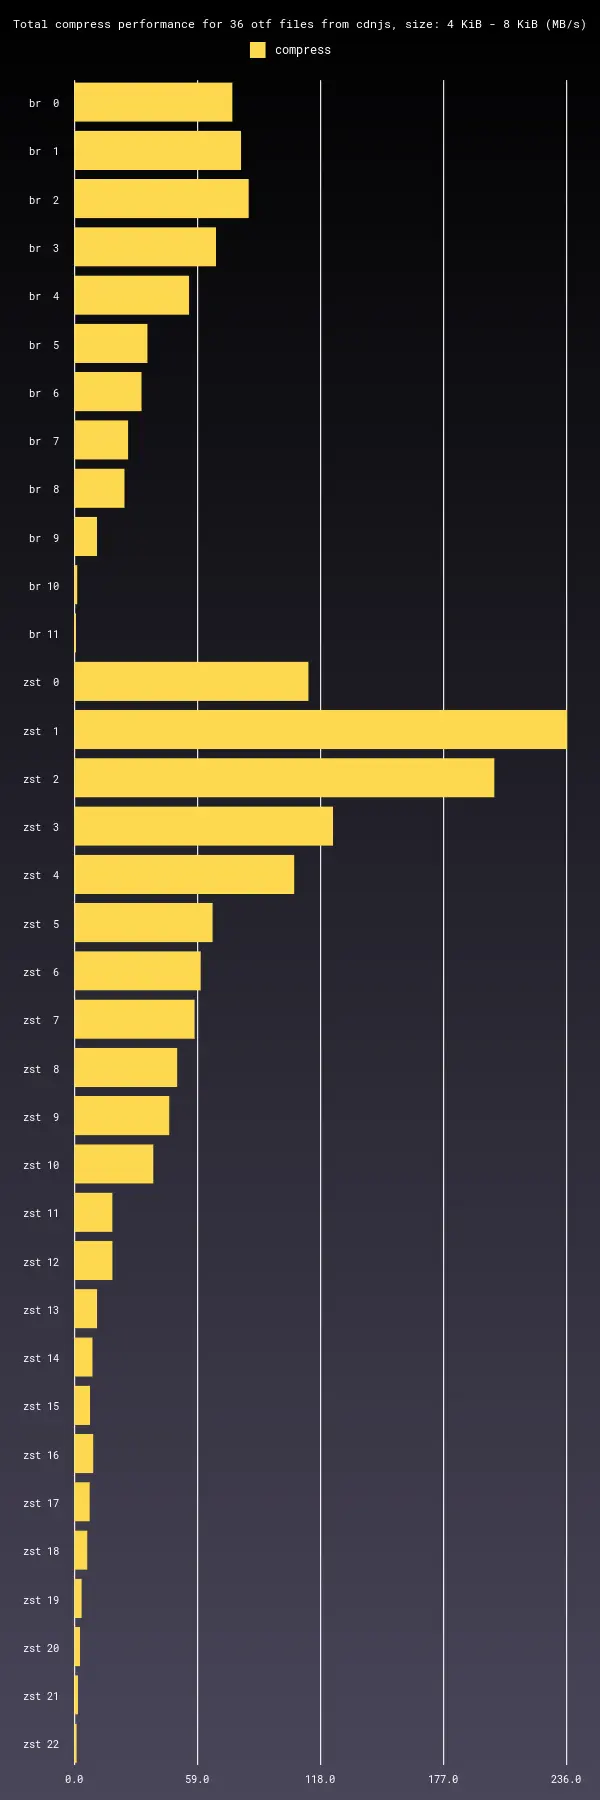 Total compress performance for 36 otf files from cdnjs, size: 4 KiB - 8 KiB (MB/s)
compress
br 0
br 1
br 2
br 3
br 4
br 5
br 6
br 7
br 8
br 9
br 10
br 11
zst 0
zst 1
zst 2
zst 3
zst 4
zst 5
zst 6
zst 7
zst 8
zst 9
zst 10
zst 11
zst 12
zst 13
zst 14
zst 15
zst 16
zst 17
zst 18
zst 19
zst 20
zst 21
zst 22
0.0 59.0 118.0 177.0 236.0